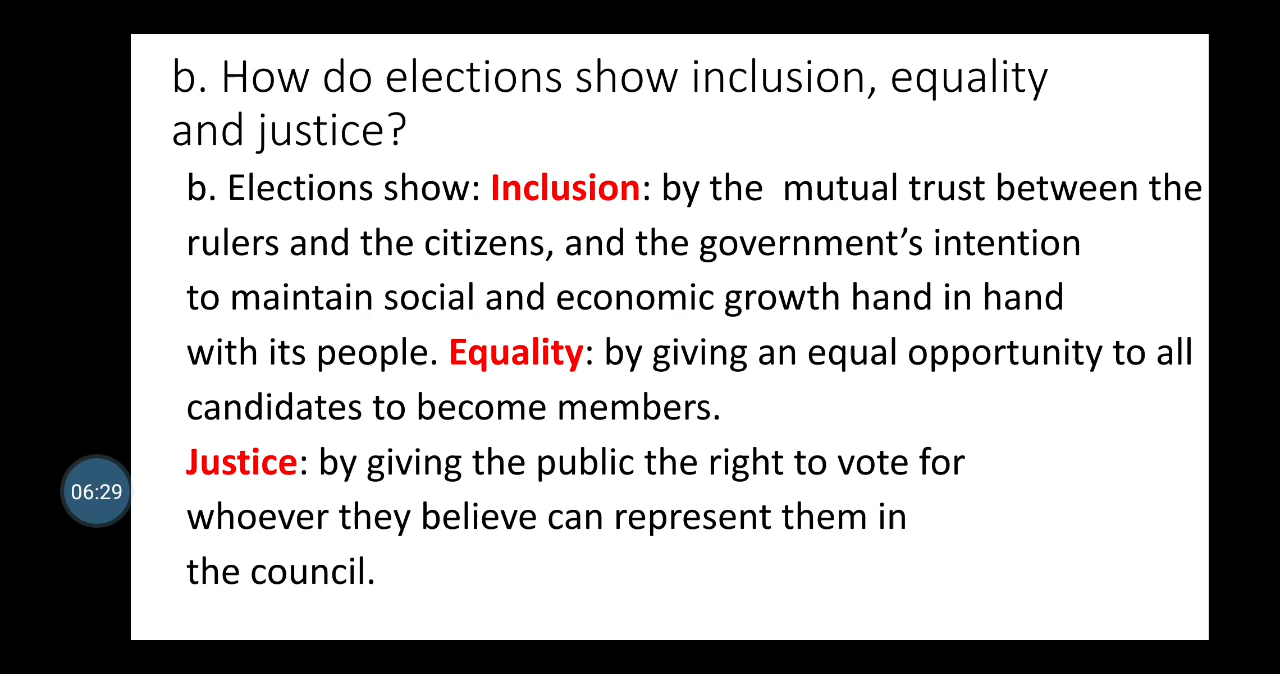 b. How do elections show inclusion, equality
and justice?
b. Elections show: Inclusion: by the  mutual trust between the
rulers and the citizens, and the government’s intention
to maintain social and economic growth hand in hand
with its people. Equality: by giving an equal opportunity to all
candidates to become members.
Justice: by giving the public the right to vote for
whoever they believe can represent them in
the council.
06:29